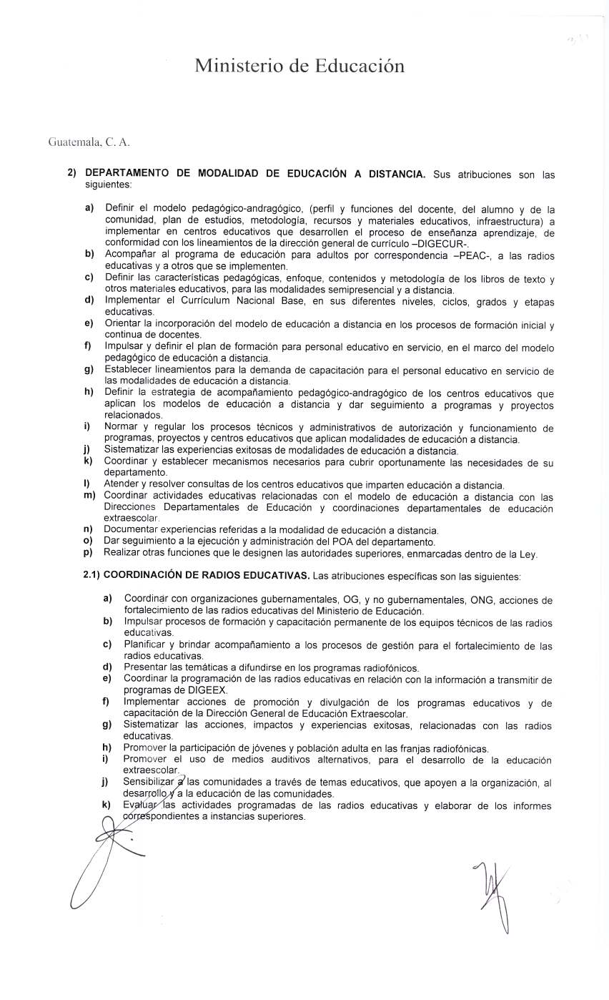 Ministerio de Educación
Guatemala, C. A.
2) DEPARTAMENTO DE MODALIDAD DE EDUCACIÓN A DISTANCIA. Sus atribuciones son las
siguientes:
a) Definir el modelo pedagógico-andragógico, (perfil y funciones del docente, del alumno y de la
comunidad, plan de estudios, metodología, recursos y materiales educativos, infraestructura) a
implementar en centros educativos que desarrollen el proceso de enseñanza aprendizaje, de
conformidad con los lineamientos de la dirección general de currículo –DIGECUR-.
b) Acompañar al programa de educación para adultos por correspondencia –PEAC-, a las radios
educativas y a otros que se implementen.
c) Definir las características pedagógicas, enfoque, contenidos y metodología de los libros de texto y
otros materiales educativos, para las modalidades semipresencial y a distancia.
d) Implementar el Currículum Nacional Base, en sus diferentes niveles, ciclos, grados y etapas
educativas.
e) Orientar la incorporación del modelo de educación a distancia en los procesos de formación inicial y
continua de docentes.
f) Impulsar y definir el plan de formación para personal educativo en servicio, en el marco del modelo
pedagógico de educación a distancia.
g) Establecer lineamientos para la demanda de capacitación para el personal educativo en servicio de
las modalidades de educación a distancia.
h) Definir la estrategia de acompañamiento pedagógico-andragógico de los centros educativos que
aplican los modelos de educación a distancia y dar seguimiento a programas y proyectos
relacionados.
i) Normar y regular los procesos técnicos y administrativos de autorización y funcionamiento de
programas, proyectos y centros educativos que aplican modalidades de educación a distancia.
j) Sistematizar las experiencias exitosas de modalidades de educación a distancia.
k) Coordinar y establecer mecanismos necesarios para cubrir oportunamente las necesidades de su
departamento.
l) Atender y resolver consultas de los centros educativos que imparten educación a distancia.
m) Coordinar actividades educativas relacionadas con el modelo de educación a distancia con las
Direcciones Departamentales de Educación y coordinaciones departamentales de educación
extraescolar.
n) Documentar experiencias referidas a la modalidad de educación a distancia.
o) Dar seguimiento a la ejecución y administración del POA del departamento.
p) Realizar otras funciones que le designen las autoridades superiores, enmarcadas dentro de la Ley.
2.1) COORDINACIÓN DE RADIOS EDUCATIVAS. Las atribuciones específicas son las siguientes:
a) Coordinar con organizaciones gubernamentales, OG, y no gubernamentales, ONG, acciones de
fortalecimiento de las radios educativas del Ministerio de Educación.
b) Impulsar procesos de formación y capacitación permanente de los equipos técnicos de las radios
educativas.
c) Planificar y brindar acompañamiento a los procesos de gestión para el fortalecimiento de las
radios educativas.
d) Presentar las temáticas a difundirse en los programas radiofónicos.
e) Coordinar la programación de las radios educativas en relación con la información a transmitir de
programas de DIGEEX.
f) Implementar acciones de promoción y divulgación de los programas educativos y de
capacitación de la Dirección General de Educación Extraescolar.
g) Sistematizar las acciones, impactos y experiencias exitosas, relacionadas con las radios
educativas.
h) Promover la participación de jóvenes y población adulta en las franjas radiofónicas.
i) Promover el uso de medios auditivos alternativos, para el desarrollo de la educación
extraescolar.
j) Sensibilizar a las comunidades a través de temas educativos, que apoyen a la organización, al
desarrollo y a la educación de las comunidades.
k) Evaluar las actividades programadas de las radios educativas y elaborar de los informes
correspondientes a instancias superiores.